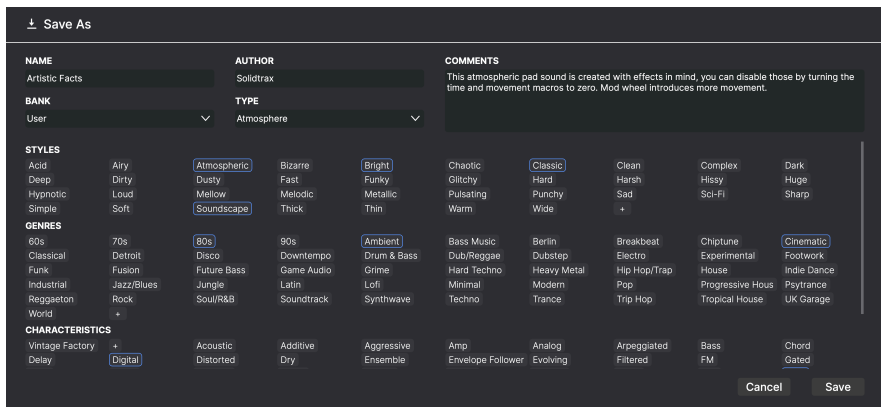 Save As
NAME AUTHOR COMMENTS
Artistic Facts Solidtrax This atmospheric pad sound is created with effects in mind, you can disable those by turning the
time and movement macros to zero. Mod wheel introduces more movement.
BANK TYPE
User Atmosphere
STYLES
Acid Airy Atmospheric Bizarre Bright Chaotic Classic Clean Complex Dark
Deep Dirty Dusty Fast Funky Glitchy Hard Harsh Hissy Huge
Hypnotic Loud Mellow Melodic Metallic Pulsating Punchy Sad Sci-Fi Sharp
Simple Soft Soundscape Thick Thin Warm Wide +
GENRES
60s 70s 80s 90s Ambient Bass Music Berlin Breakbeat Chiptune Cinematic
Classical Detroit Disco Downtempo Drum & Bass Dub/Reggae Dubstep Electro Experimental Footwork
Funk Fusion Future Bass Game Audio Grime Hard Techno Heavy Metal Hip Hop/Trap House Indie Dance
Industrial Jazz/Blues Jungle Latin Lofi Minimal Modern Pop Progressive Hous Psytrance
Reggaeton Rock Soul/R&B Soundtrack Synthwave Techno Trance Trip Hop Tropical House UK Garage
World +
CHARACTERISTICS
Vintage Factory + Acoustic Additive Aggressive Amp Analog Arpeggiated Bass Chord
Delay Digital Distorted Dry Ensemble Envelope Follower Evolving Filtered FM Gated
Cancel Save